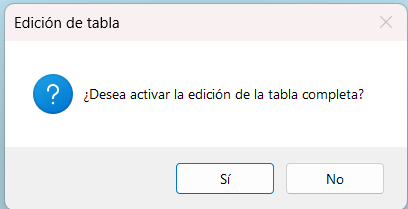 Edición de tabla
¿Desea activar la edición de la tabla completa?
Sí
No